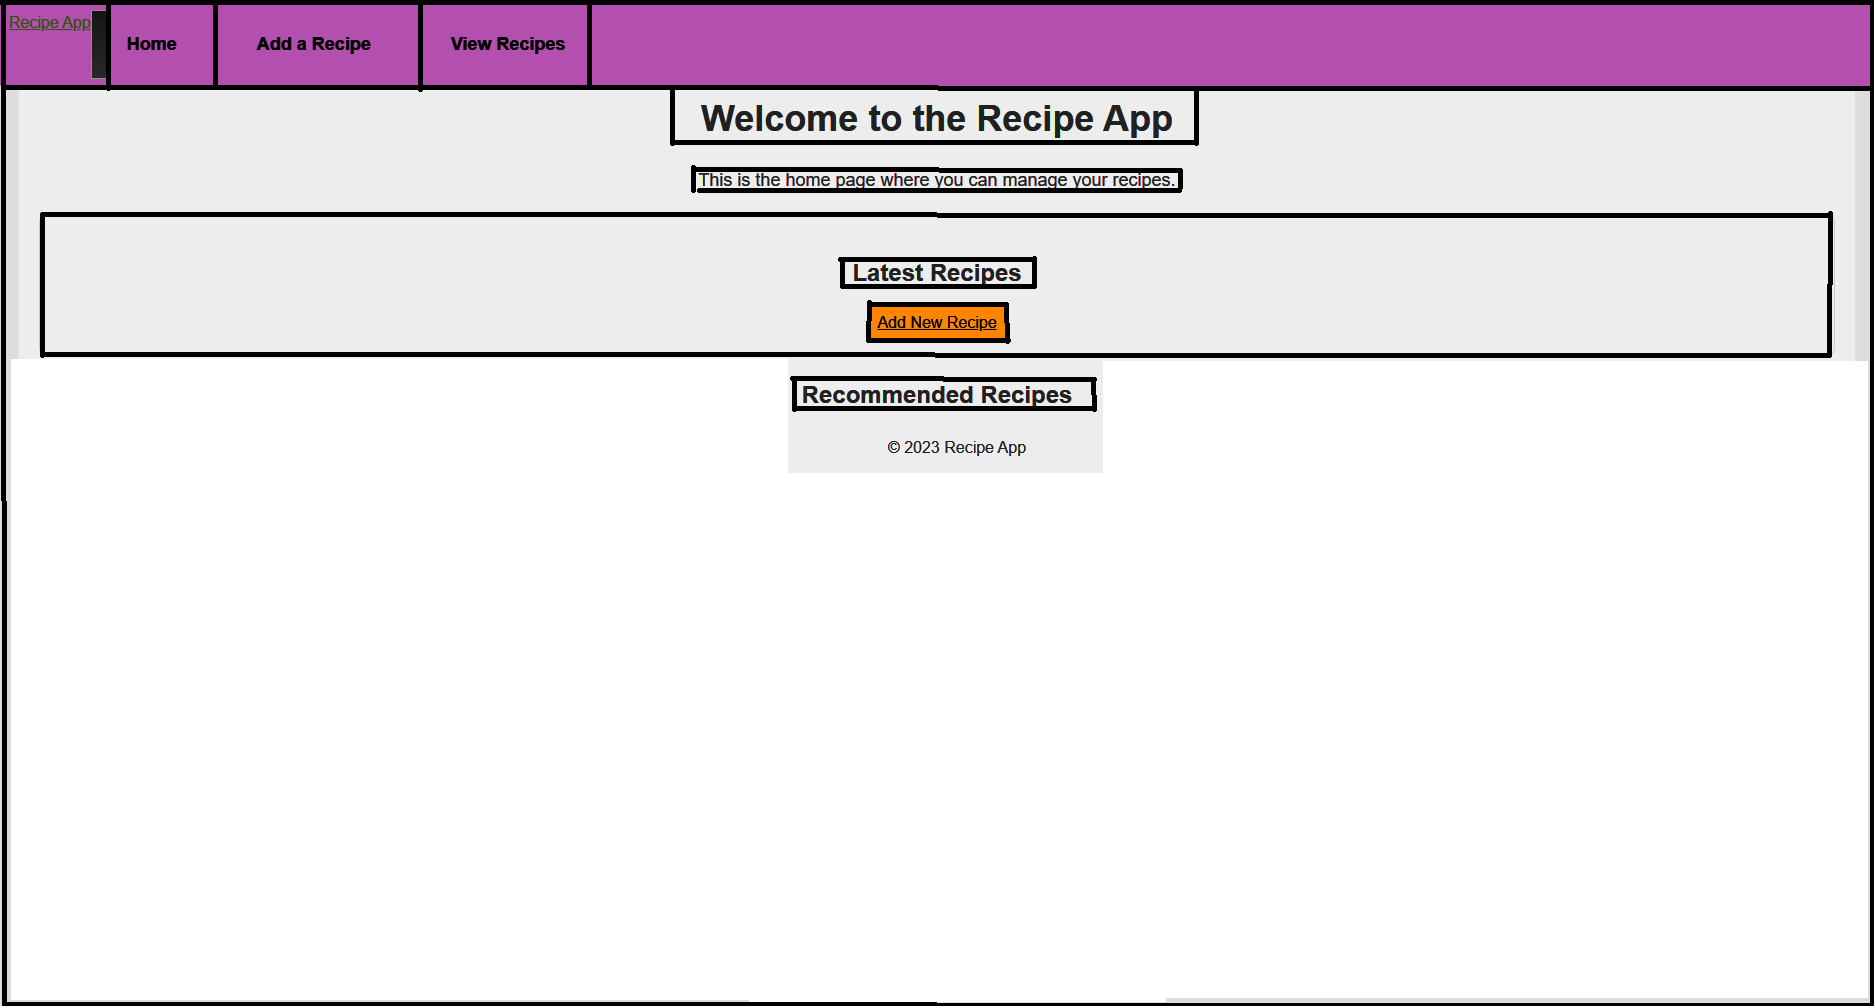 Recipe App
Home
Add a Recipe
View Recipes
Welcome to the Recipe App
This is the home page where you can manage your recipes.
Latest Recipes
Add New Recipe
Recommended Recipes
© 2023 Recipe App